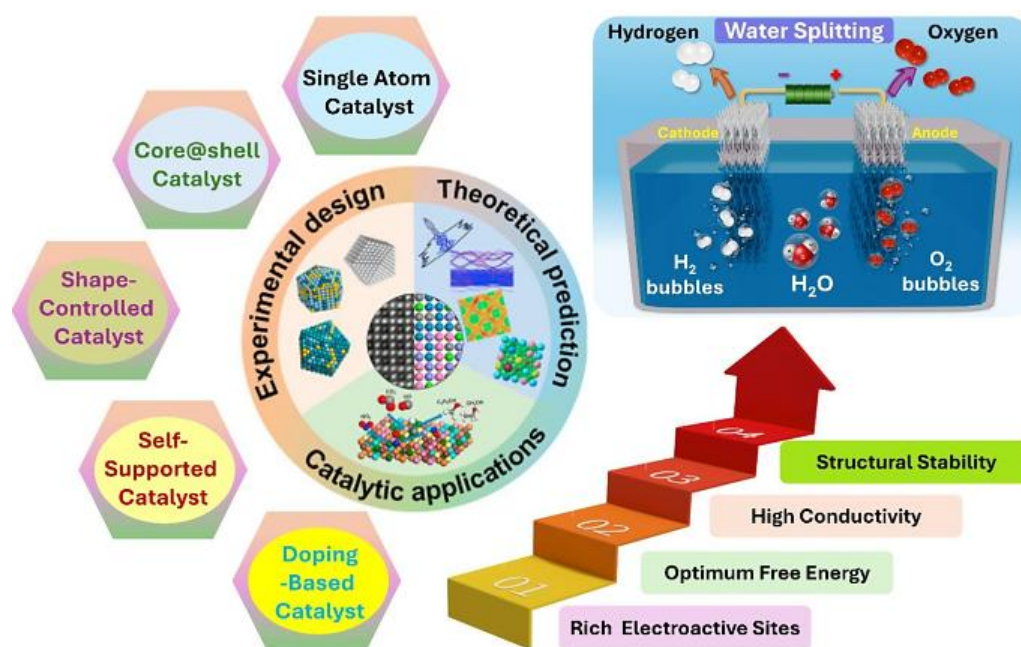 Single Atom
Catalyst
Core@shell
Catalyst
Shape-
Controlled
Catalyst
Self-
Supported
Catalyst
Doping
-Based
Catalyst
Experimental design
Theoretical prediction
Catalytic applications
Water Splitting
Hydrogen
Oxygen
- +
Cathode
Anode
H₂
bubbles
H₂O
O₂
bubbles
04
Structural Stability
03
High Conductivity
02
Optimum Free Energy
01
Rich Electroactive Sites